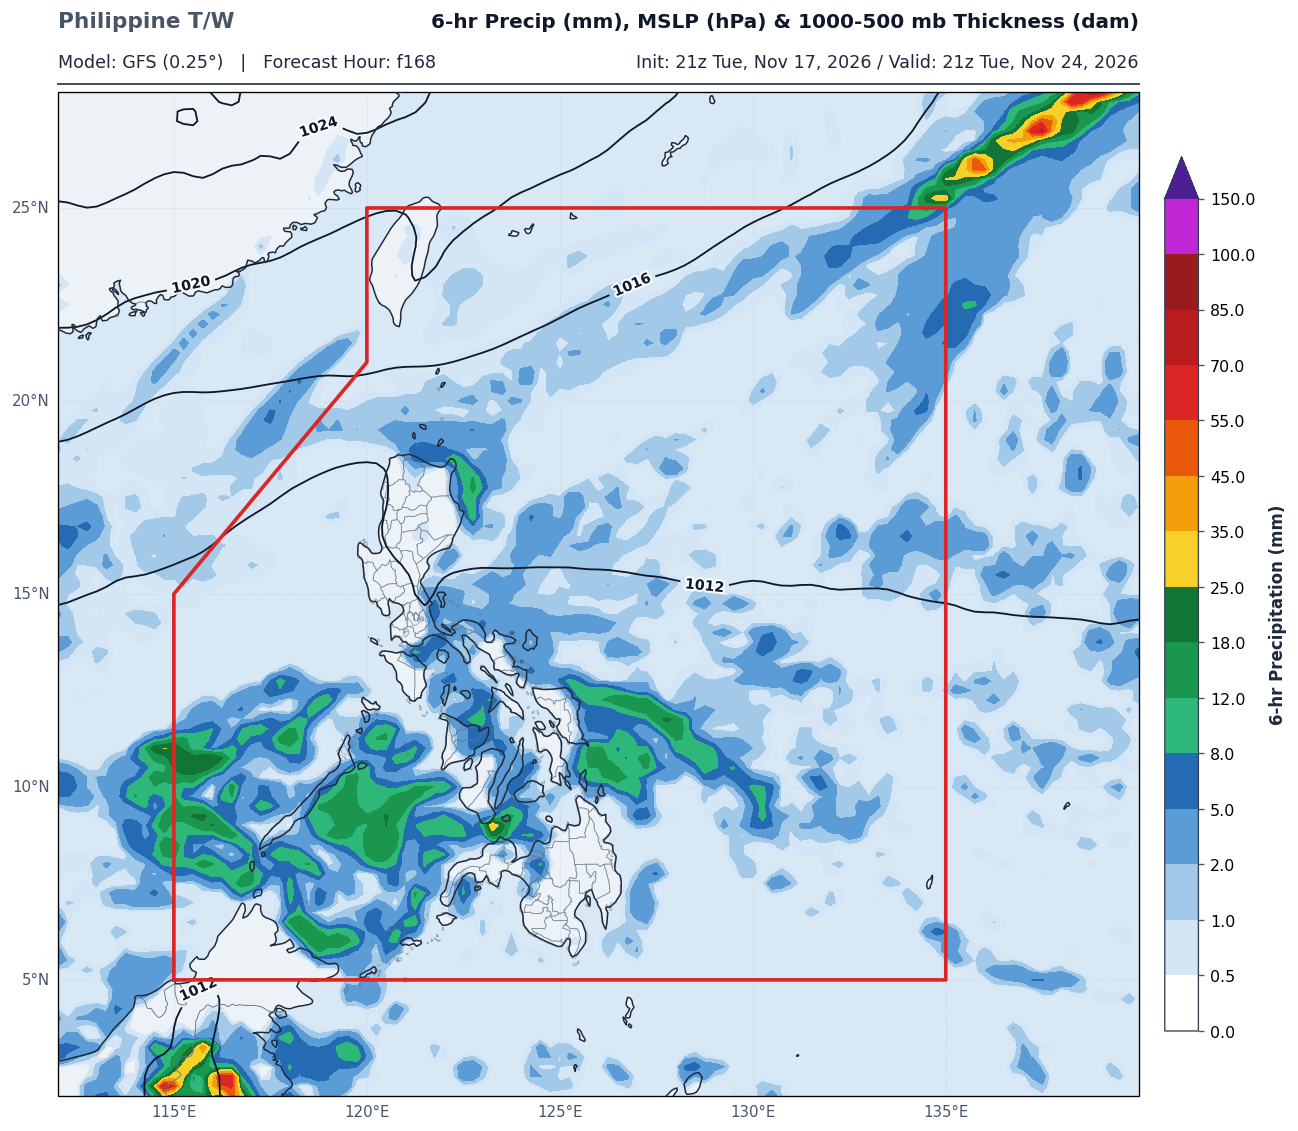 Philippine T/W
6-hr Precip (mm), MSLP (hPa) & 1000-500 mb Thickness (dam)
Model: GFS (0.25°) | Forecast Hour: f168
Init: 21z Tue, Nov 17, 2026 / Valid: 21z Tue, Nov 24, 2026
1024
1020
1016
1012
1012
25°N
20°N
15°N
10°N
5°N
115°E
120°E
125°E
130°E
135°E
150.0
100.0
85.0
70.0
55.0
45.0
35.0
25.0
18.0
12.0
8.0
5.0
2.0
1.0
0.5
0.0
6-hr Precipitation (mm)